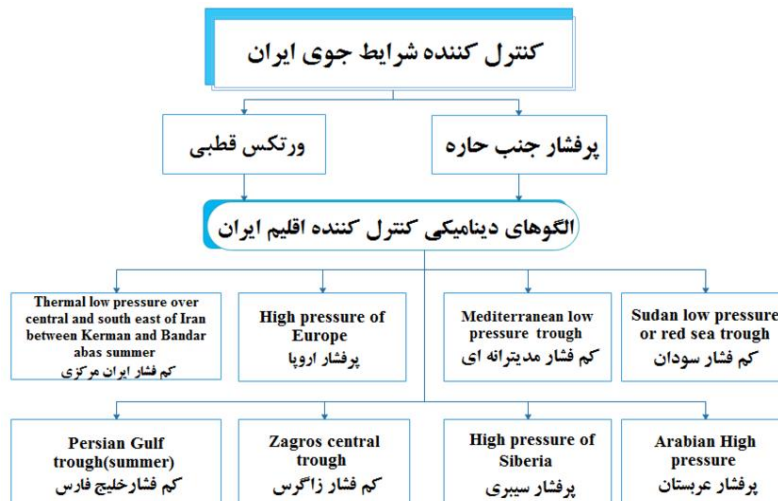 کنترل کننده شرایط جوی ایران
پرفشار جنب حاره
ورتکس قطبی
الگوهای دینامیکی کنترل کننده اقلیم ایران
Thermal low pressure over
central and south east of Iran
between Kerman and Bandar
abas summer
کم فشار ایران مرکزی
High pressure of
Europe
پرفشار اروپا
Mediterranean low
pressure trough
کم فشار مدیترانه ای
Sudan low pressure
or red sea trough
کم فشار سودان
Persian Gulf
trough(summer)
کم فشارخلیج فارس
Zagros central
trough
کم فشار زاگرس
High pressure of
Siberia
پرفشار سیبری
Arabian High
pressure
پرفشار عربستان